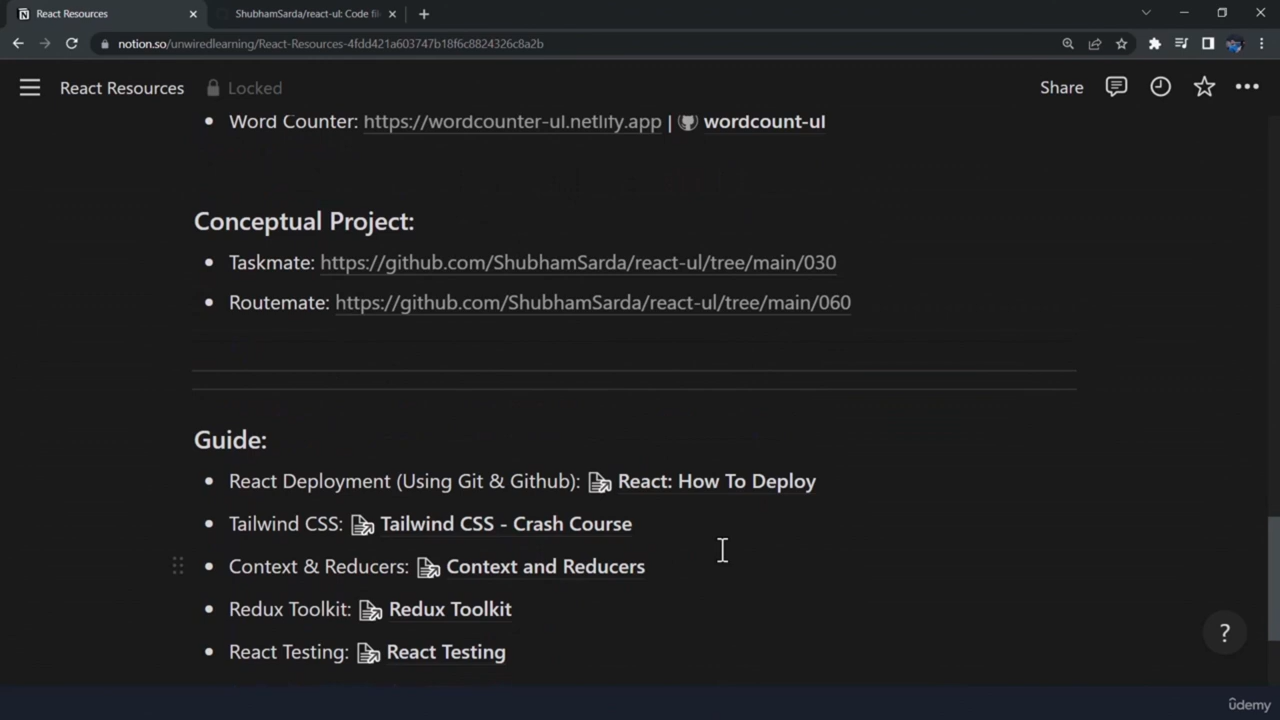 React Resources
ShubhamSarda/react-ul: Code fil
notion.so/unwiredlearning/React-Resources-4fdd421a603747b18f6c8824326c8a2b
React Resources Locked
Share
Word Counter: https://wordcounter-ul.netlify.app | wordcount-ul
Conceptual Project:
Taskmate: https://github.com/ShubhamSarda/react-ul/tree/main/030
Routemate: https://github.com/ShubhamSarda/react-ul/tree/main/060
Guide:
React Deployment (Using Git & Github): React: How To Deploy
Tailwind CSS: Tailwind CSS - Crash Course
Context & Reducers: Context and Reducers
Redux Toolkit: Redux Toolkit
React Testing: React Testing
?
ûdemy